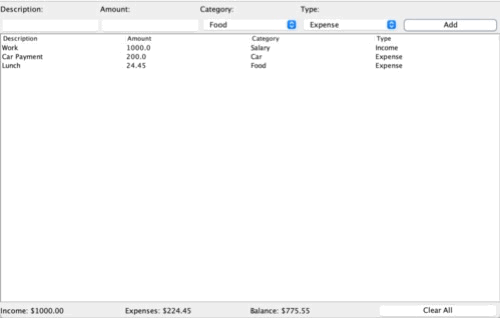 Description: Amount: Category: Type:
Food Expense Add
Description Amount Category Type
Work 1000.0 Salary Income
Car Payment 200.0 Car Expense
Lunch 24.45 Food Expense
Income: $1000.00 Expenses: $224.45 Balance: $775.55 Clear All